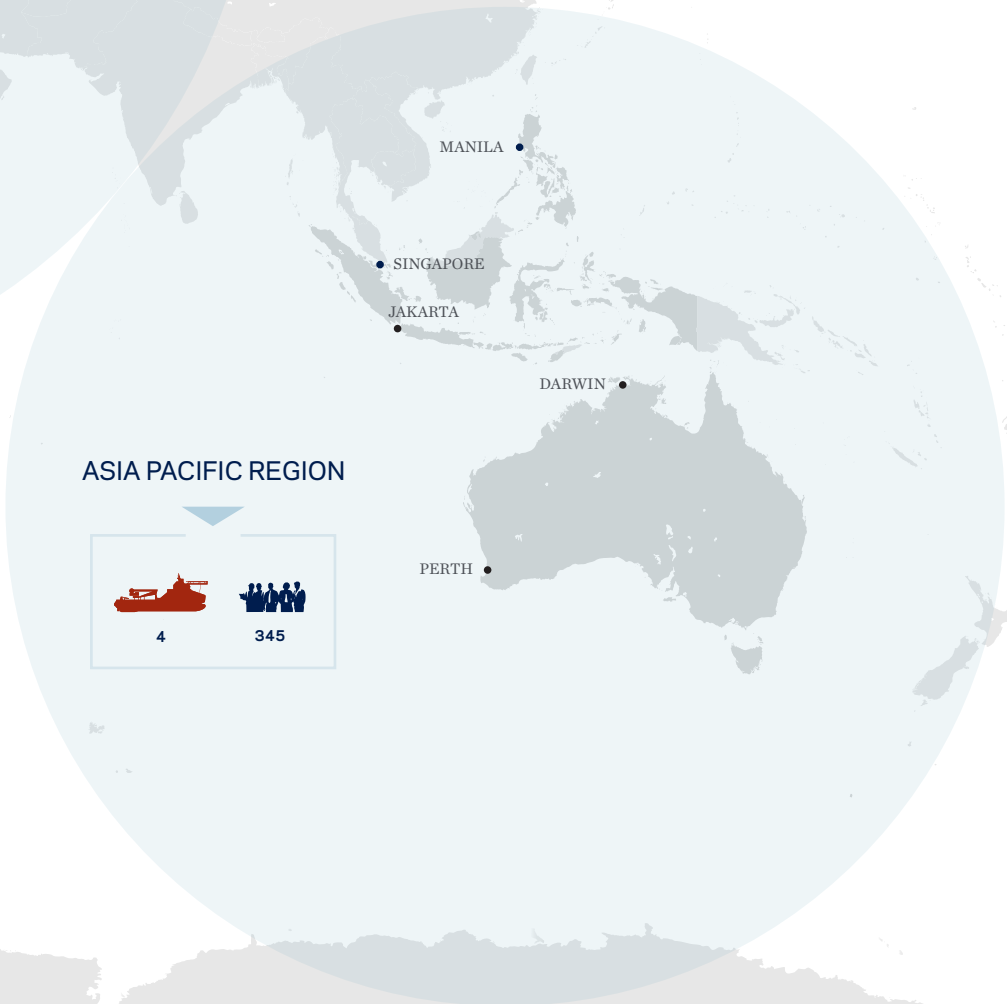 MANILA
SINGAPORE
JAKARTA
DARWIN
ASIA PACIFIC REGION
PERTH
4
345